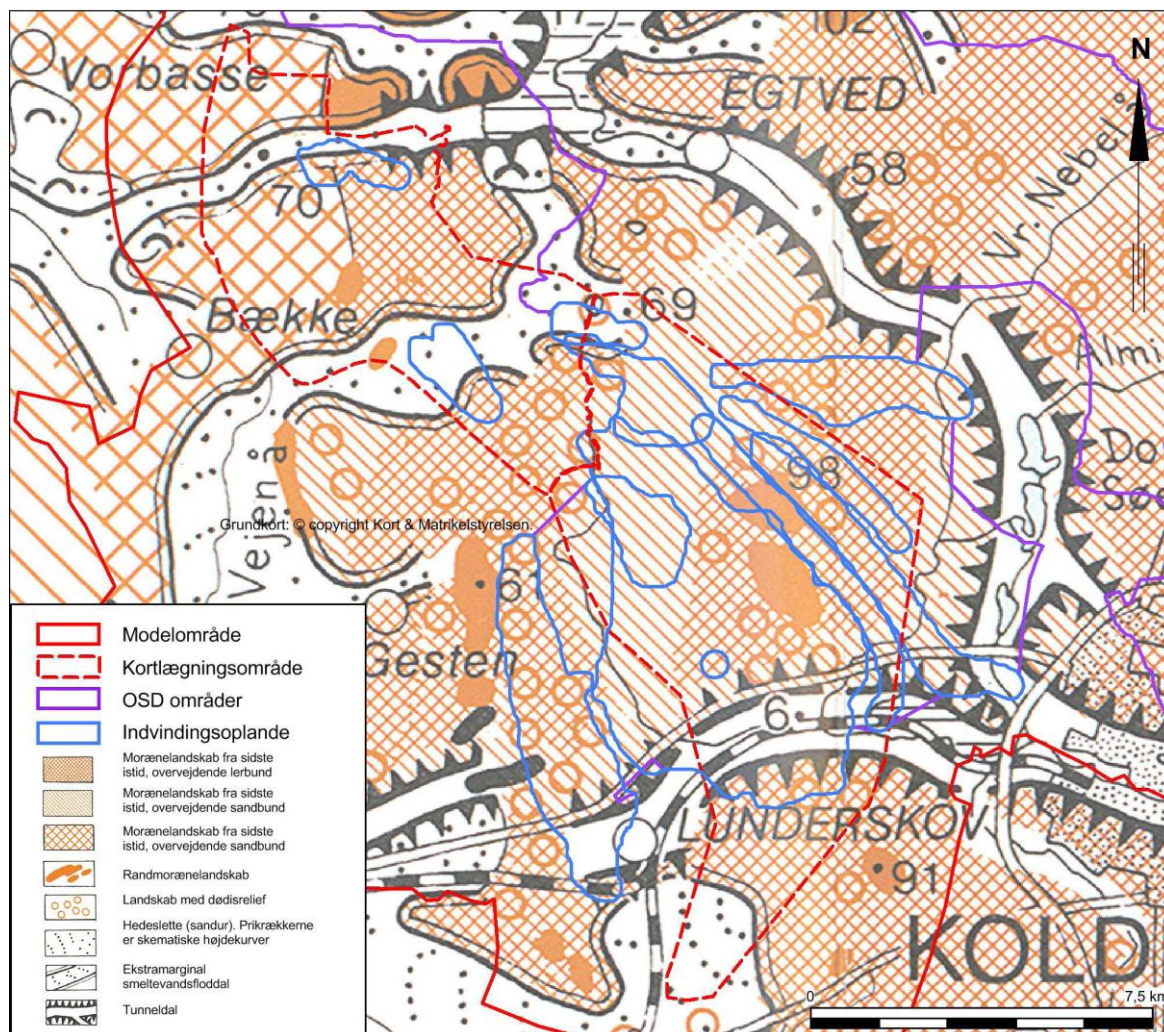 102
Vorbasse
EGTVED
N
58
70
Vr. Nebel å
69
Bække
Almi
98
Do
Sø
Grundkort: © copyright Kort & Matrikelstyrelsen.
Vejen å
61
Gesten
6
LUNDERSKOV
91
KOLD
Modelområde
Kortlægningsområde
OSD områder
Indvindingsoplande
Morænelandskab fra sidste
istid, overvejende lerbund
Morænelandskab fra sidste
istid, overvejende sandbund
Morænelandskab fra sidste
istid, overvejende sandbund
Randmorænelandskab
Landskab med dødisrelief
Hedeslette (sandur). Prikrækkerne
er skematiske højdekurver
Ekstramarginal
smeltevandsfloddal
Tunneldal
0
7,5 km